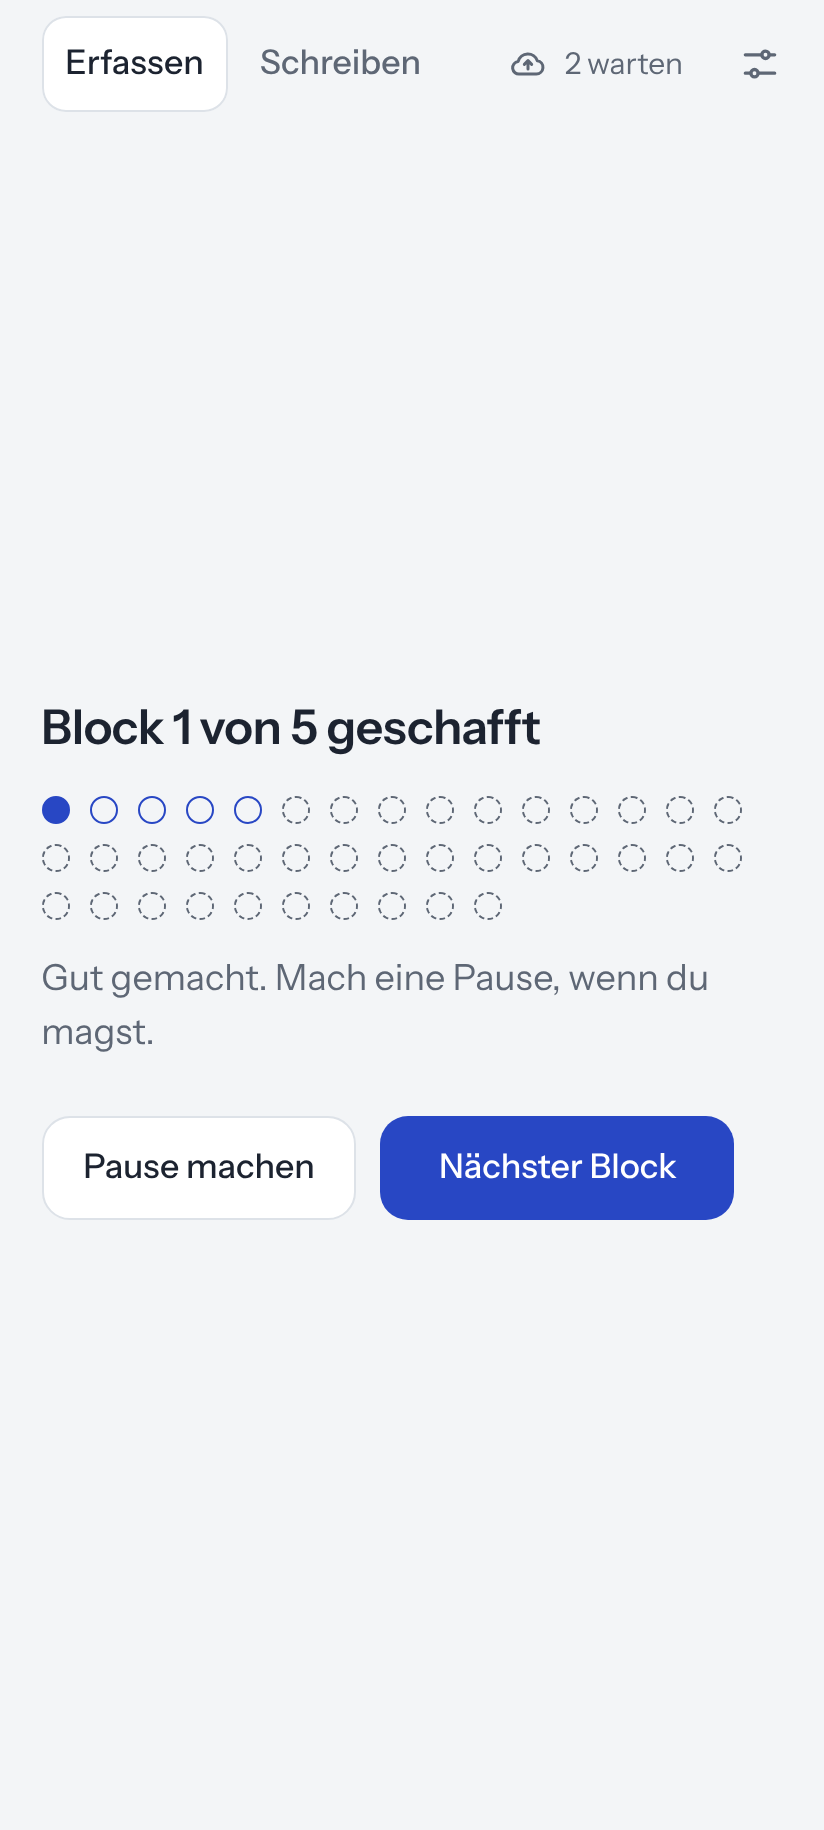 Erfassen Schreiben 2 warten
Block 1 von 5 geschafft
Gut gemacht. Mach eine Pause, wenn du
magst.
Pause machen Nächster Block